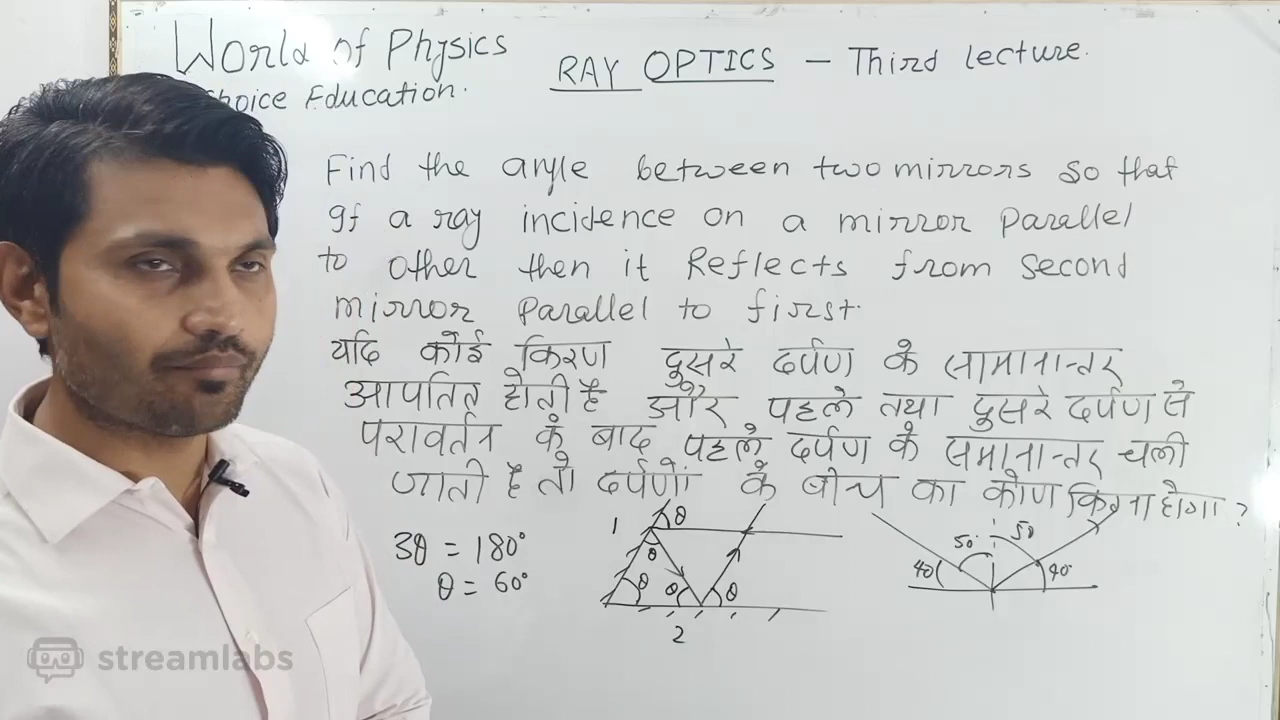 World of Physics
Choice Education.
RAY OPTICS - Third lecture.
Find the angle between two mirrors so that
gf a ray incidence on a mirror parallel
to other then it Reflects from second
mirror parallel to first.
यदि कोई किरण दुसरे दर्पण के सामानान्तर
आपतित होती है और पहले तथा दुसरे दर्पण से
परावर्तन के बाद पहले दर्पण के समानान्तर चली
जाती है तो दर्पणों के बीच का कोण कितना होगा ?
3θ = 180°
θ = 60°
1 θ
θ
θ θ θ
2
50° 50
40 40°
streamlabs